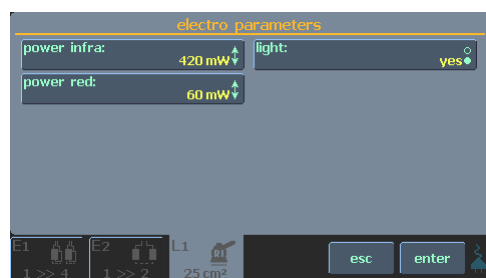 electro parameters
power infra:
420 mW
light:
yes
power red:
60 mW
E1
1 >> 4
E2
1 >> 2
L1
RI
25 cm²
esc
enter